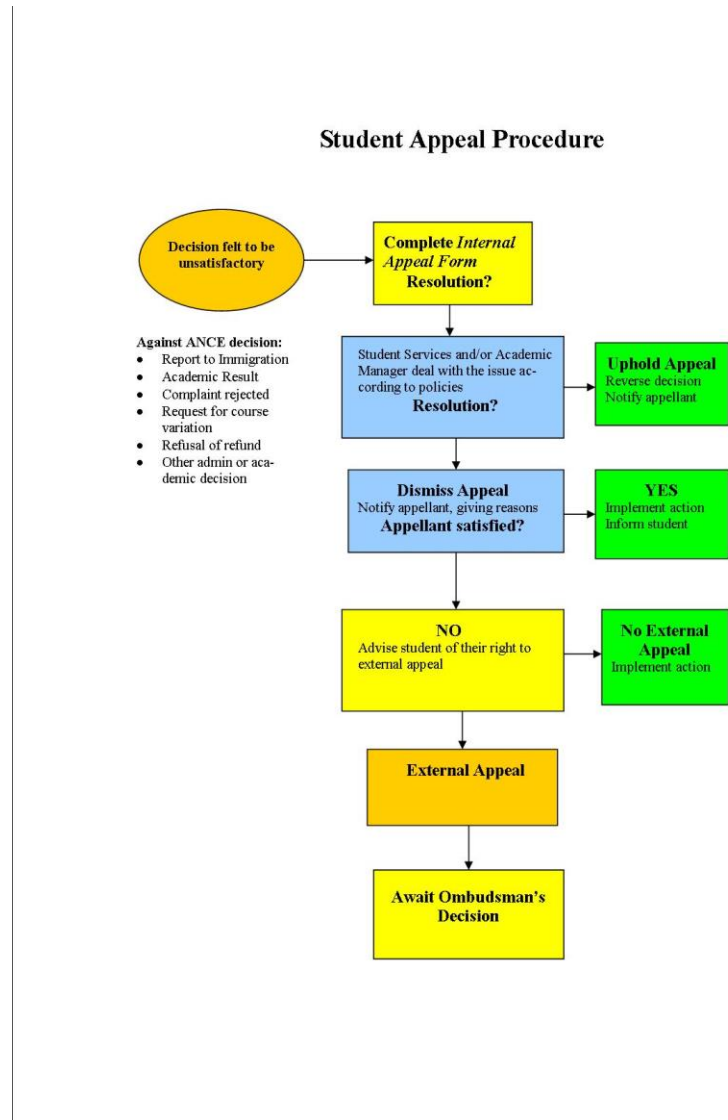 Student Appeal Procedure
Decision felt to be
unsatisfactory
Complete Internal
Appeal Form
Resolution?
Against ANCE decision:
• Report to Immigration
• Academic Result
• Complaint rejected
• Request for course
variation
• Refusal of refund
• Other admin or aca-
demic decision
Student Services and/or Academic
Manager deal with the issue ac-
cording to policies
Resolution?
Uphold Appeal
Reverse decision
Notify appellant
Dismiss Appeal
Notify appellant, giving reasons
Appellant satisfied?
YES
Implement action
Inform student
NO
Advise student of their right to
external appeal
No External
Appeal
Implement action
External Appeal
Await Ombudsman's
Decision